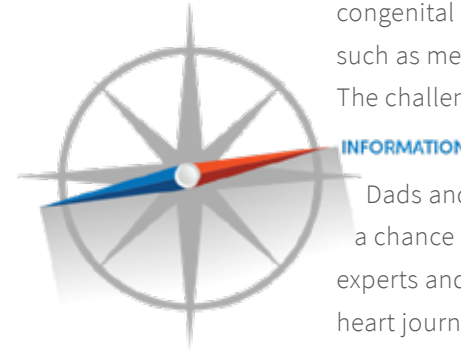 congenital
such as me
The challen
INFORMATION
Dads and
a chance
experts and
heart journ